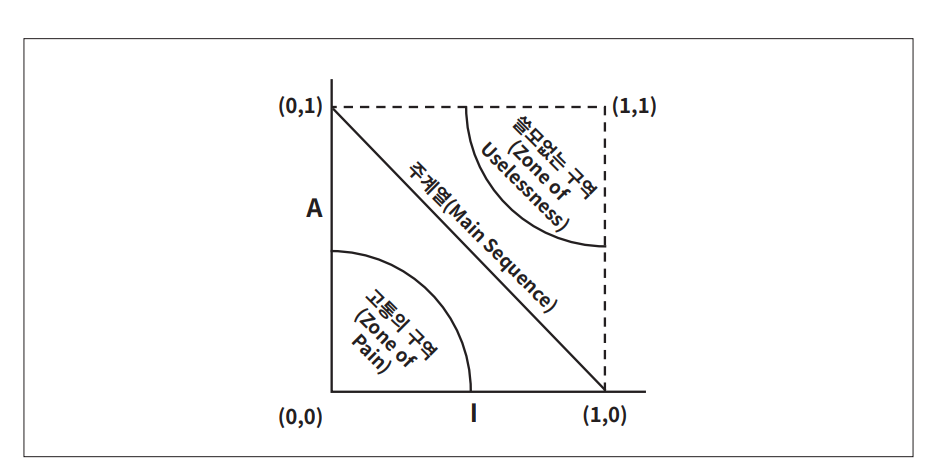 (0,1)
(1,1)
쓸모없는 구역
(Zone of
Uselessness)
주계열(Main Sequence)
A
고통의 구역
(Zone of
Pain)
(0,0)
I
(1,0)